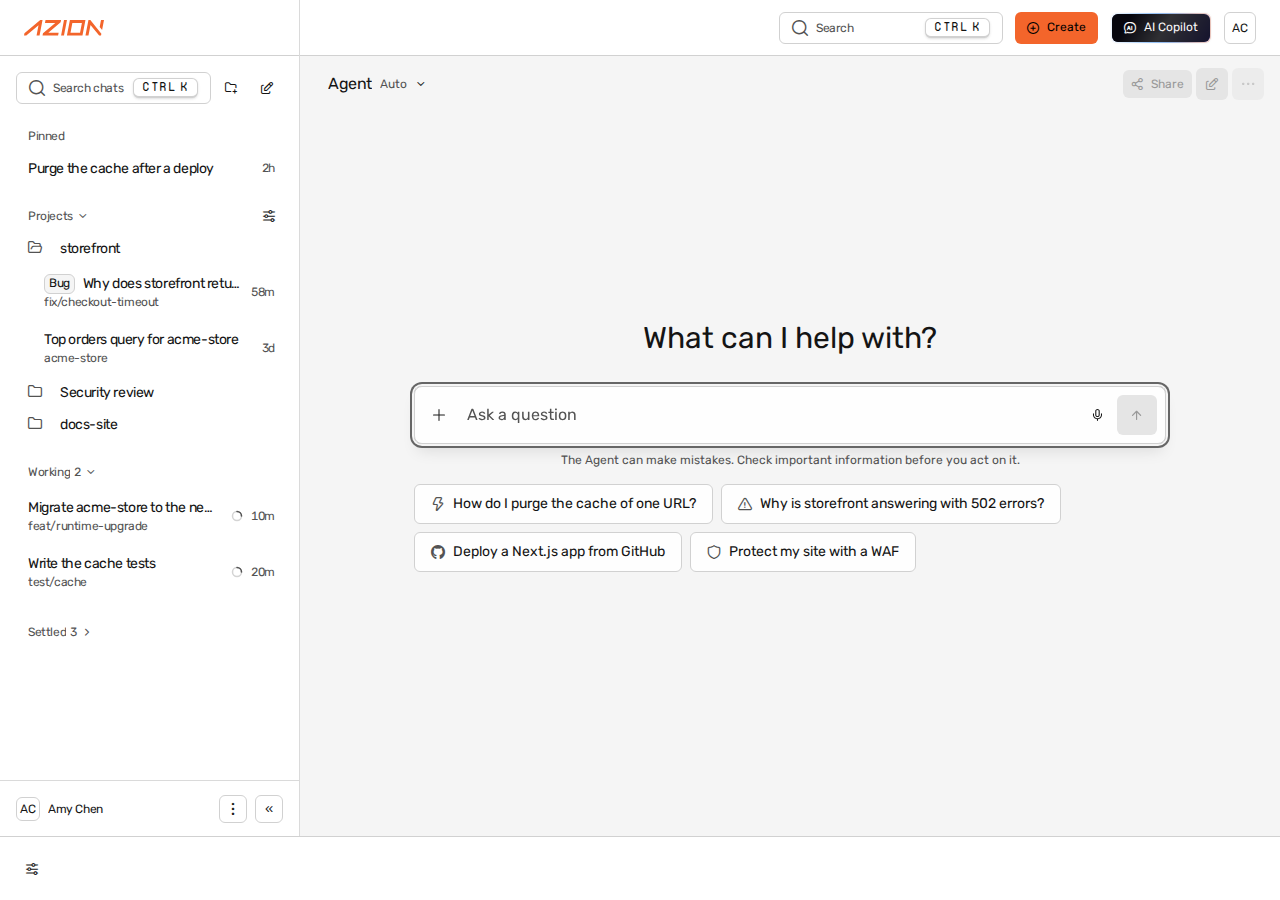 AZION
Search
CTRL K
Create
AI Copilot
AC
Search chats
CTRL K
Agent
Auto
Share
Pinned
Purge the cache after a deploy
2h
Projects
storefront
Bug
Why does storefront retu...
58m
fix/checkout-timeout
Top orders query for acme-store
3d
acme-store
Security review
docs-site
Working 2
Migrate acme-store to the ne...
10m
feat/runtime-upgrade
Write the cache tests
20m
test/cache
Settled 3
AC
Amy Chen
What can I help with?
Ask a question
The Agent can make mistakes. Check important information before you act on it.
How do I purge the cache of one URL?
Why is storefront answering with 502 errors?
Deploy a Next.js app from GitHub
Protect my site with a WAF